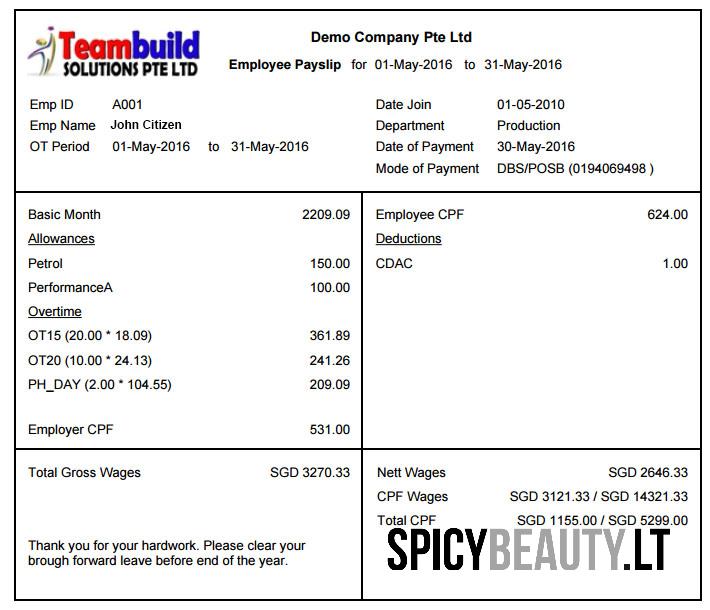 Teambuild
SOLUTIONS PTE LTD
Demo Company Pte Ltd
Employee Payslip for 01-May-2016 to 31-May-2016
Emp ID A001
Emp Name John Citizen
OT Period 01-May-2016 to 31-May-2016
Date Join 01-05-2010
Department Production
Date of Payment 30-May-2016
Mode of Payment DBS/POSB (0194069498 )
Basic Month 2209.09
Allowances
Petrol 150.00
PerformanceA 100.00
Overtime
OT15 (20.00 * 18.09) 361.89
OT20 (10.00 * 24.13) 241.26
PH_DAY (2.00 * 104.55) 209.09
Employer CPF 531.00
Employee CPF 624.00
Deductions
CDAC 1.00
Total Gross Wages SGD 3270.33
Thank you for your hardwork. Please clear your
brough forward leave before end of the year.
Nett Wages SGD 2646.33
CPF Wages SGD 3121.33 / SGD 14321.33
Total CPF SGD 1155.00 / SGD 5299.00
SPICYBEAUTY.LT